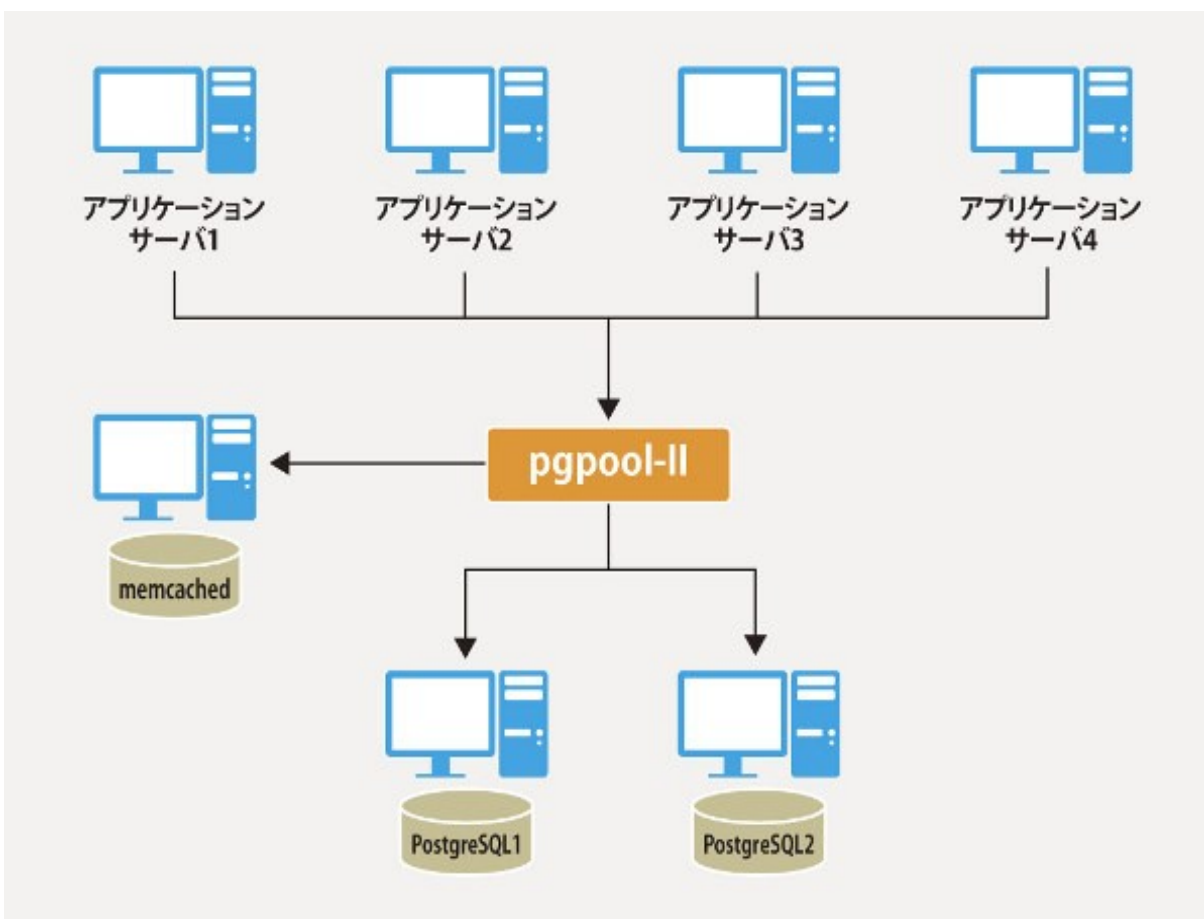 アプリケーション
サーバ1
アプリケーション
サーバ2
アプリケーション
サーバ3
アプリケーション
サーバ4
pgpool-II
memcached
PostgreSQL1
PostgreSQL2